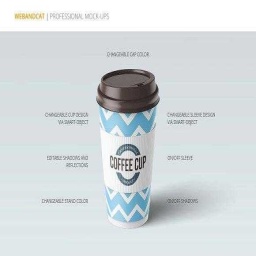 WEBANDCAT | PROFESSIONAL MOCK-UPS
CHANGEABLE CAP COLOR
CHANGEABLE CUP DESIGN
VIA SMART OBJECT
CHANGEABLE SLEEVE DESIGN
VIA SMART OBJECT
EDITABLE SHADOWS AND
REFLECTIONS
ON/OFF SLEEVE
COFFEE CUP
CHANGEABLE STAND COLOR
ON/OFF SHADOWS